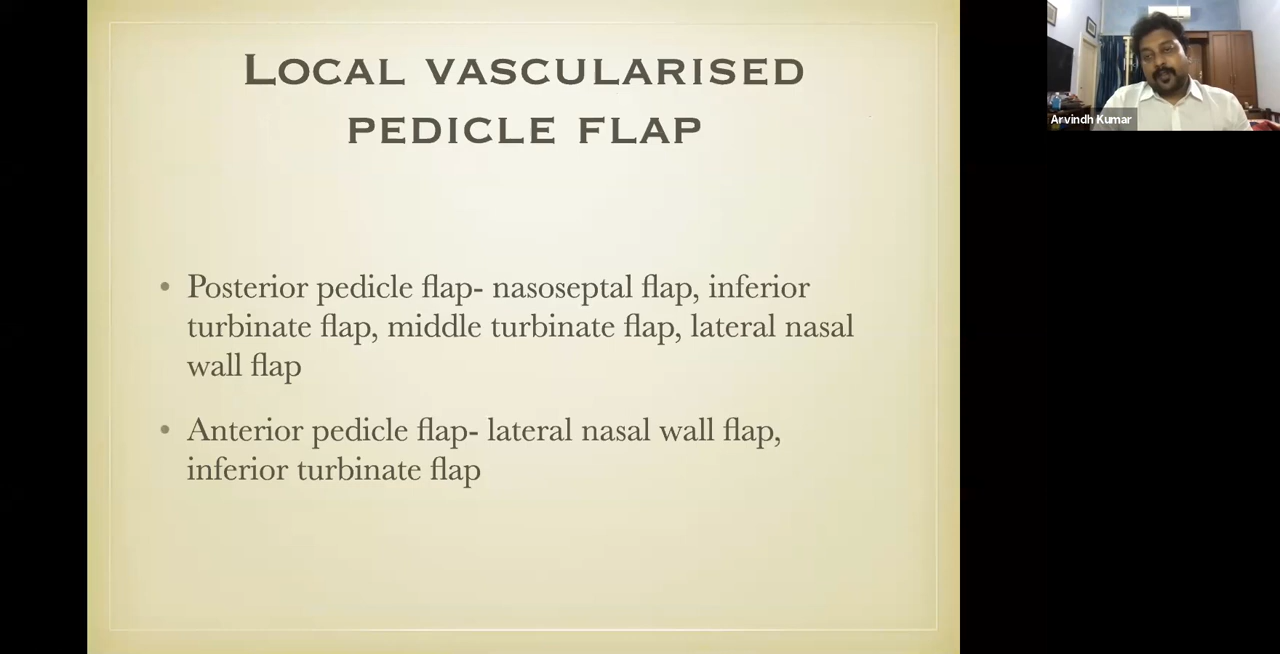 Local vascularised
pedicle flap
• Posterior pedicle flap- nasoseptal flap, inferior
turbinate flap, middle turbinate flap, lateral nasal
wall flap
• Anterior pedicle flap- lateral nasal wall flap,
inferior turbinate flap
Arvindh Kumar